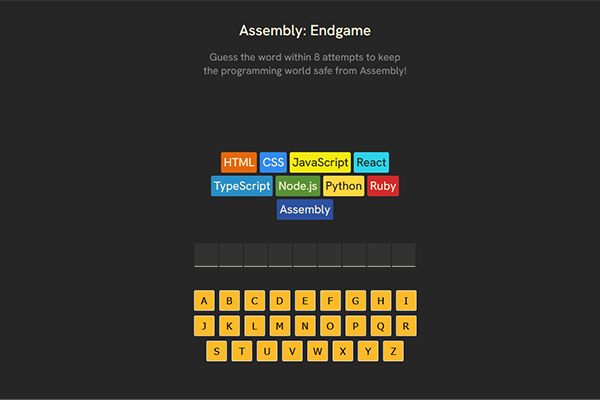 Assembly: Endgame
Guess the word within 8 attempts to keep
the programming world safe from Assembly!
HTML CSS JavaScript React
TypeScript Node.js Python Ruby
Assembly
A B C D E F G H I
J K L M N O P Q R
S T U V W X Y Z